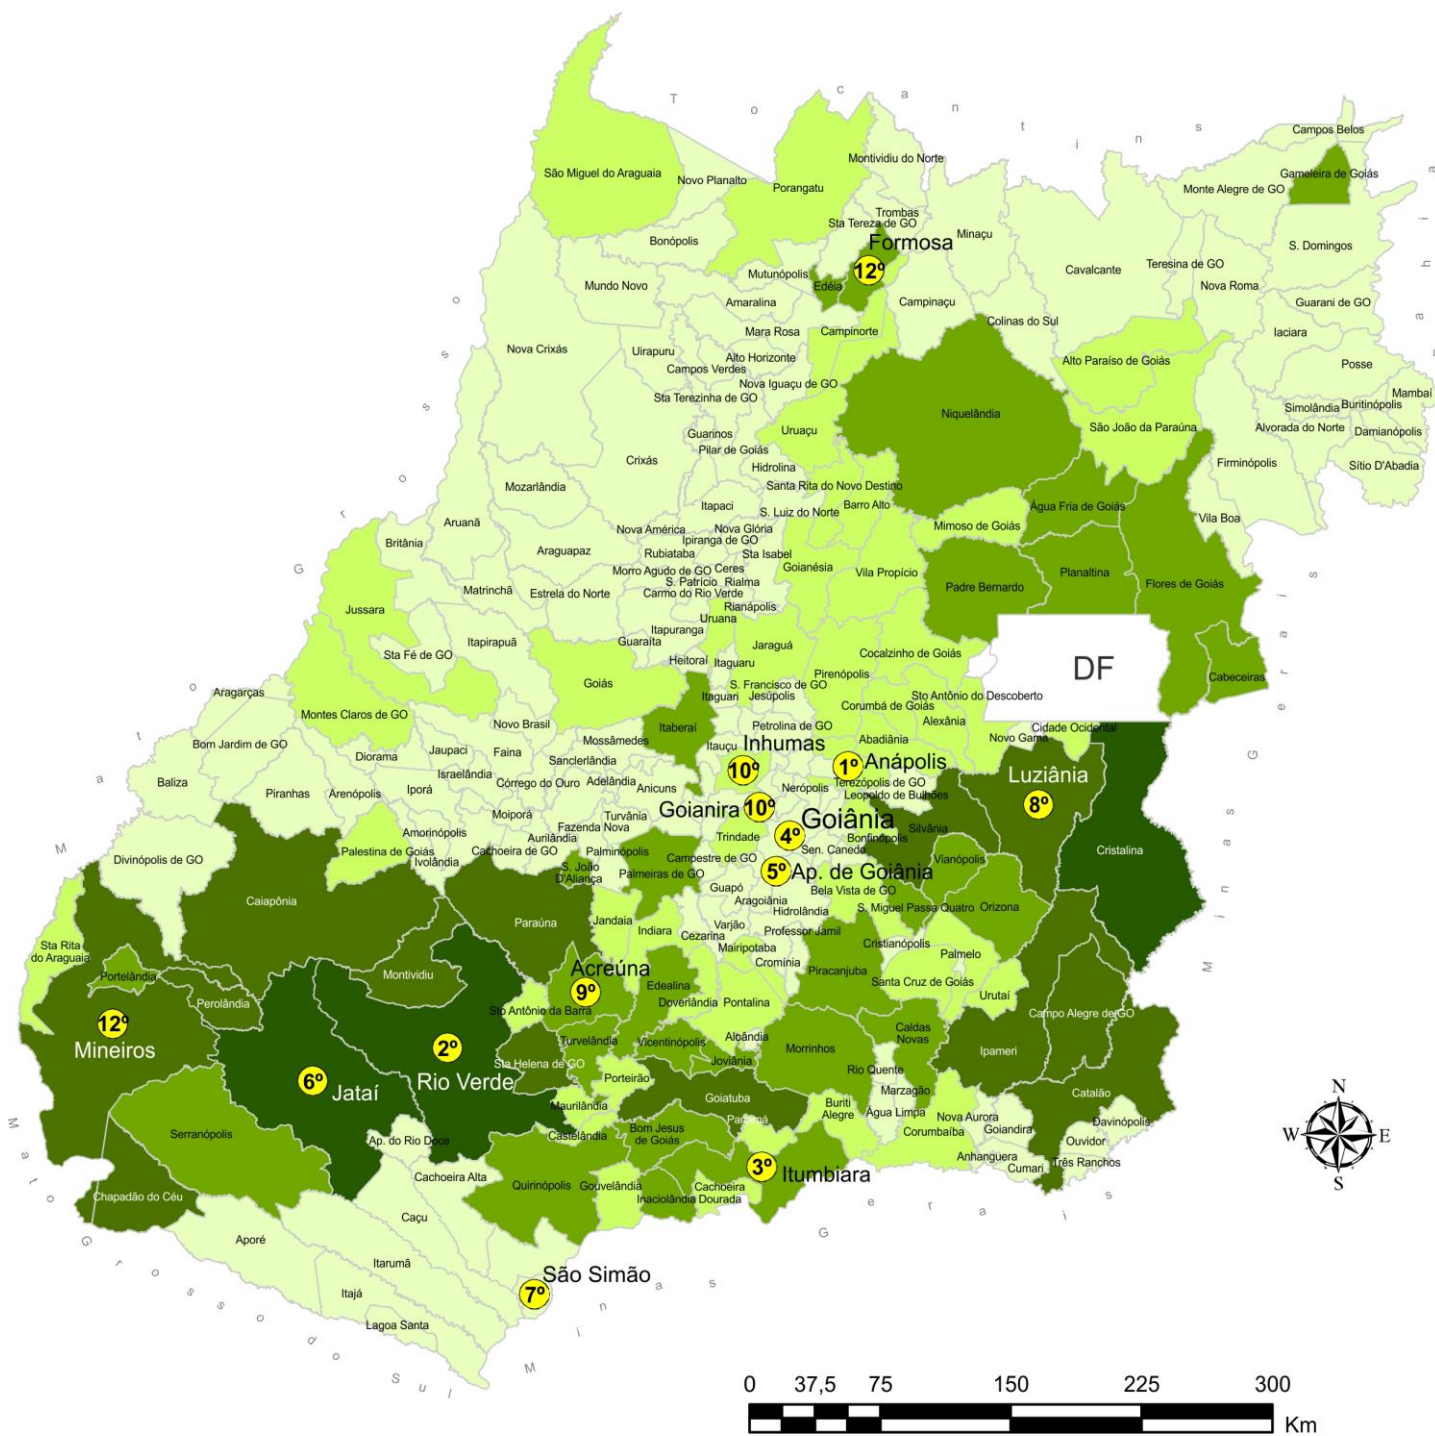 Tocantins
Bahia
Minas Gerais
Mato Grosso
Mato Grosso do Sul
Minas Gerais
Campos Belos
São Miguel do Araguaia
Novo Planalto
Porangatu
Montividiu do Norte
Monte Alegre de GO
Gameleira de Goiás
Trombas
Sta Tereza de GO
Formosa
12º
Bonópolis
Minaçu
S. Domingos
Mundo Novo
Mutunópolis
Edéia
Cavalcante
Teresina de GO
Nova Roma
Amaralina
Campinaçu
Guarani de GO
Mara Rosa
Campinorte
Colinas do Sul
Iaciara
Nova Crixás
Uirapuru
Alto Horizonte
Campos Verdes
Alto Paraíso de Goiás
Posse
Nova Iguaçu de GO
Sta Terezinha de GO
Mambaí
Simolândia
Buritinópolis
Niquelândia
Guarinos
Uruaçu
São João da Paraúna
Alvorada do Norte
Damianópolis
Pilar de Goiás
Crixás
Hidrolina
Firminópolis
Sítio D'Abadia
Mozarlândia
Santa Rita do Novo Destino
Itapaci
Barro Alto
Água Fria de Goiás
S. Luiz do Norte
Vila Boa
Aruanã
Mimoso de Goiás
Nova América
Nova Glória
Britânia
Ipiranga de GO
Araguapaz
Rubiataba
Sta Isabel
Morro Agudo de GO
Ceres
Goianésia
Vila Propício
Planaltina
S. Patrício
Rialma
Padre Bernardo
Flores de Goiás
Matrinchã
Estrela do Norte
Carmo do Rio Verde
Jussara
Rianápolis
Uruana
Itapuranga
Itapirapuã
Guaraíta
Jaraguá
Sta Fé de GO
Heitoraí
Itaguaru
Cocalzinho de Goiás
DF
Pirenópolis
Cabeceiras
Goiás
S. Francisco de GO
Aragarças
Itaguari
Jesúpolis
Sto Antônio do Descoberto
Corumbá de Goiás
Montes Claros de GO
Novo Brasil
Itaberaí
Petrolina de GO
Alexânia
Cidade Ocidental
Bom Jardim de GO
Mossâmedes
Itauçu
Inhumas
Abadiânia
Novo Gama
Diorama
Jaupaci
Faina
Sanclerlândia
10º
1º
Anápolis
Luziânia
Baliza
Israelândia
Córrego do Ouro
Adelândia
Anicuns
Terezópolis de GO
Piranhas
Arenópolis
Iporá
Nerópolis
Leopoldo de Bulhões
8º
Moiporá
Turvânia
Goianira
10º
Goiânia
Amorinópolis
Fazenda Nova
4º
Silvânia
Aurilândia
Trindade
Bonfinópolis
Palestina de Goiás
Cachoeira de GO
Palminópolis
Sen. Canedo
Cristalina
Divinópolis de GO
Ivolândia
Campestre de GO
Vianópolis
S. João
D'Aliança
Palmeiras de GO
5º
Ap. de Goiânia
Guapó
Bela Vista de GO
Caiapônia
Aragoiânia
S. Miguel Passa Quatro
Orizona
Paraúna
Jandaia
Hidrolândia
Indiara
Varjão
Professor Jamil
Cezarina
Cristianópolis
Sta Rita
do Araguaia
Mairipotaba
Palmelo
Cromínia
Acreúna
Portelândia
Montividiu
Piracanjuba
Santa Cruz de Goiás
Edealina
9º
Perolândia
Doverlândia
Pontalina
Urutaí
Sto Antônio da Barra
Campo Alegre de GO
12º
Mineiros
Caldas
Novas
Turvelândia
Vicentinópolis
Aloândia
2º
Morrinhos
Ipameri
Sta Helena de GO
Joviânia
Rio Quente
6º
Jataí
Rio Verde
Porteirão
Marzagão
Goiatuba
Catalão
Maurilândia
Buriti
Alegre
Água Limpa
Nova Aurora
Davinópolis
Panamá
Goiandira
Serranópolis
Castelândia
Bom Jesus
de Goiás
Corumbaíba
Ap. do Rio Doce
Ouvidor
Anhanguera
Três Ranchos
Cumari
Cachoeira Alta
3º
Itumbiara
Chapadão do Céu
Quirinópolis
Gouvelândia
Inaciolândia
Cachoeira
Dourada
Caçu
Aporé
Itarumã
São Simão
7º
Itajá
Lagoa Santa
N
W
E
S
0 37,5 75 150 225 300
Km